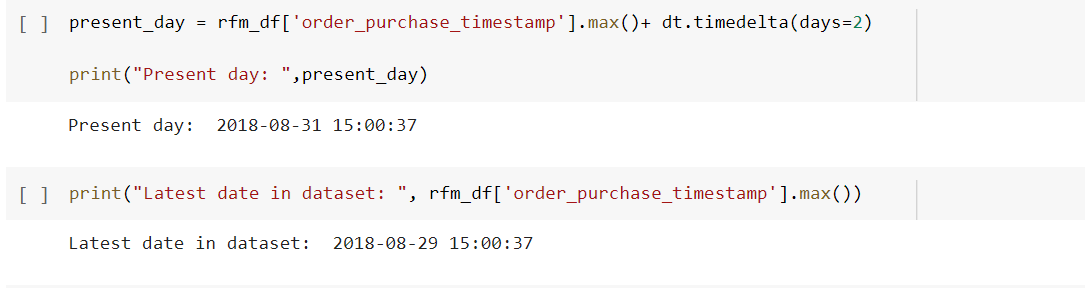 [ ] present_day = rfm_df['order_purchase_timestamp'].max()+ dt.timedelta(days=2)
print("Present day: ",present_day)
Present day:  2018-08-31 15:00:37
[ ] print("Latest date in dataset: ", rfm_df['order_purchase_timestamp'].max())
Latest date in dataset:  2018-08-29 15:00:37